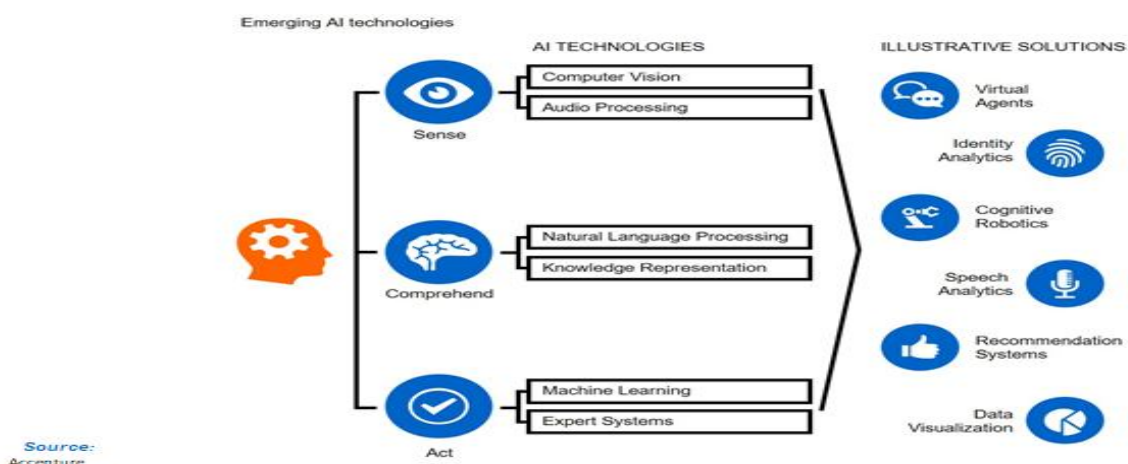 Emerging AI technologies
AI TECHNOLOGIES
ILLUSTRATIVE SOLUTIONS
Sense
Computer Vision
Audio Processing
Comprehend
Natural Language Processing
Knowledge Representation
Act
Machine Learning
Expert Systems
Virtual
Agents
Identity
Analytics
Cognitive
Robotics
Speech
Analytics
Recommendation
Systems
Data
Visualization
Source:
Accenture